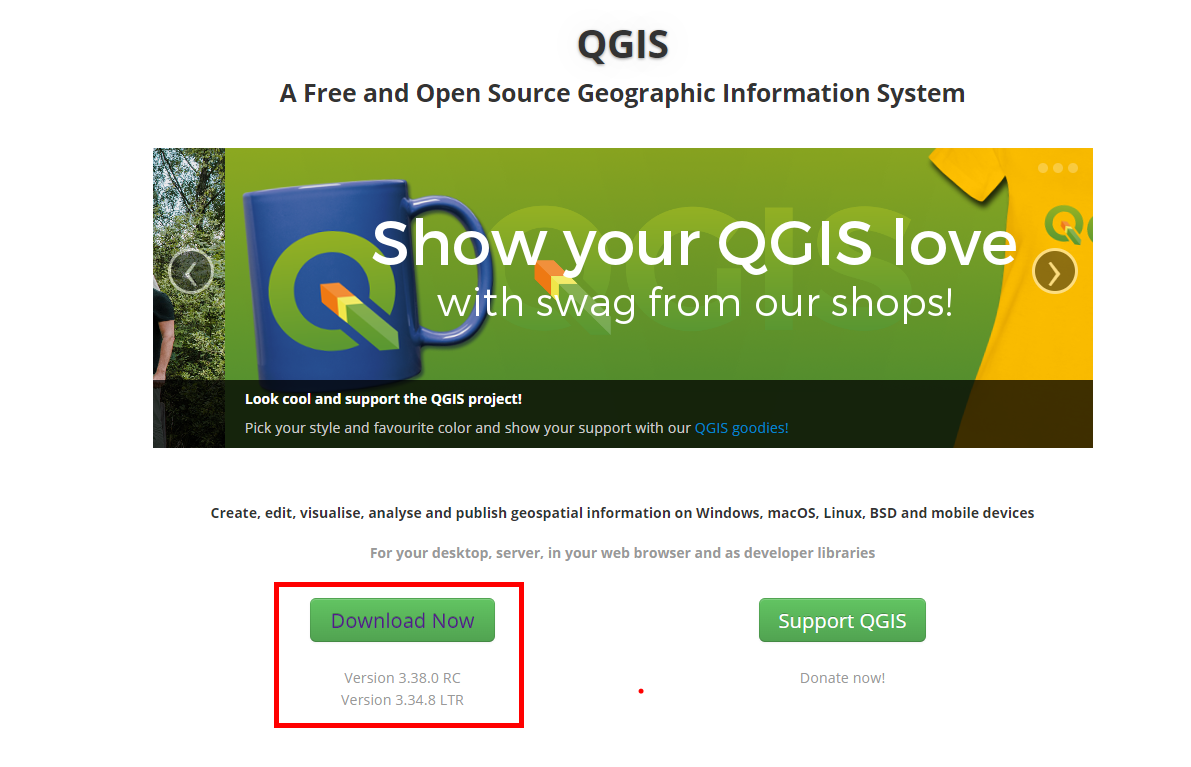 QGIS
A Free and Open Source Geographic Information System
QGIS
Show your QGIS love
with swag from our shops!
Look cool and support the QGIS project!
Pick your style and favourite color and show your support with our QGIS goodies!
Create, edit, visualise, analyse and publish geospatial information on Windows, macOS, Linux, BSD and mobile devices
For your desktop, server, in your web browser and as developer libraries
Download Now
Support QGIS
Version 3.38.0 RC
Donate now!
Version 3.34.8 LTR